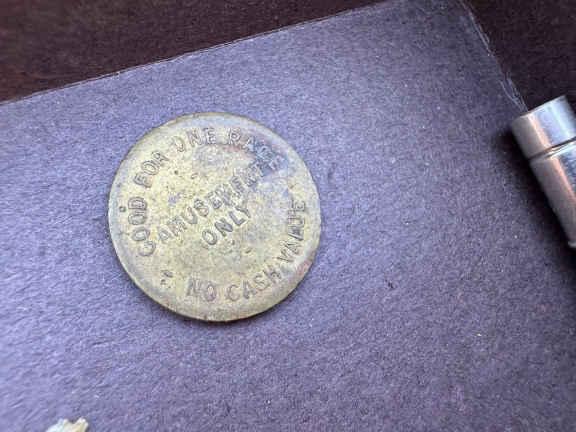 GOOD FOR ONE RACE
AMUSEMENT
ONLY
NO CASH VALUE